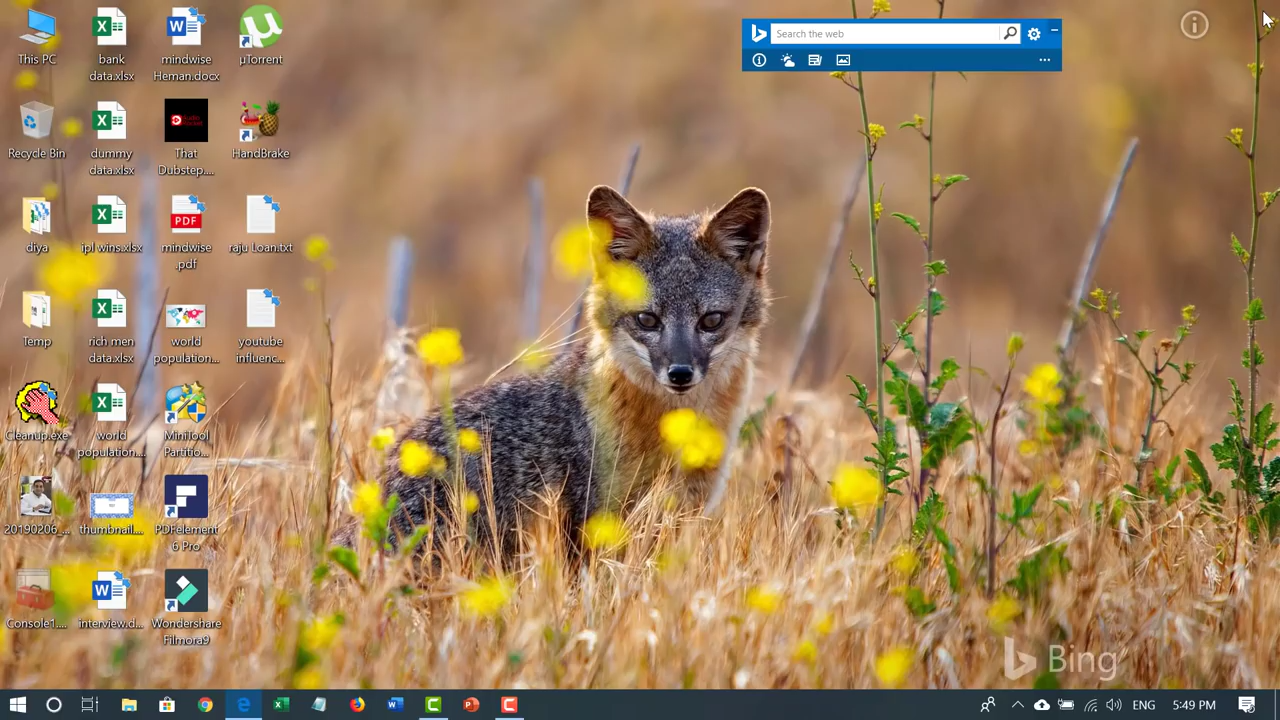 Search the web
This PC
bank
data.xlsx
mindwise
Heman.docx
µTorrent
Recycle Bin
dummy
data.xlsx
That
Dubstep....
HandBrake
diya
ipl wins.xlsx
PDF
mindwise
.pdf
raju Loan.txt
Temp
rich men
data.xlsx
world
population...
youtube
influenc...
Cleanup.exe
world
population....
MiniTool
Partitio...
20190206_...
thumbnail....
PDFelement
6 Pro
Console1....
interview.d...
Wondershare
Filmora9
Bing
ENG
5:49 PM